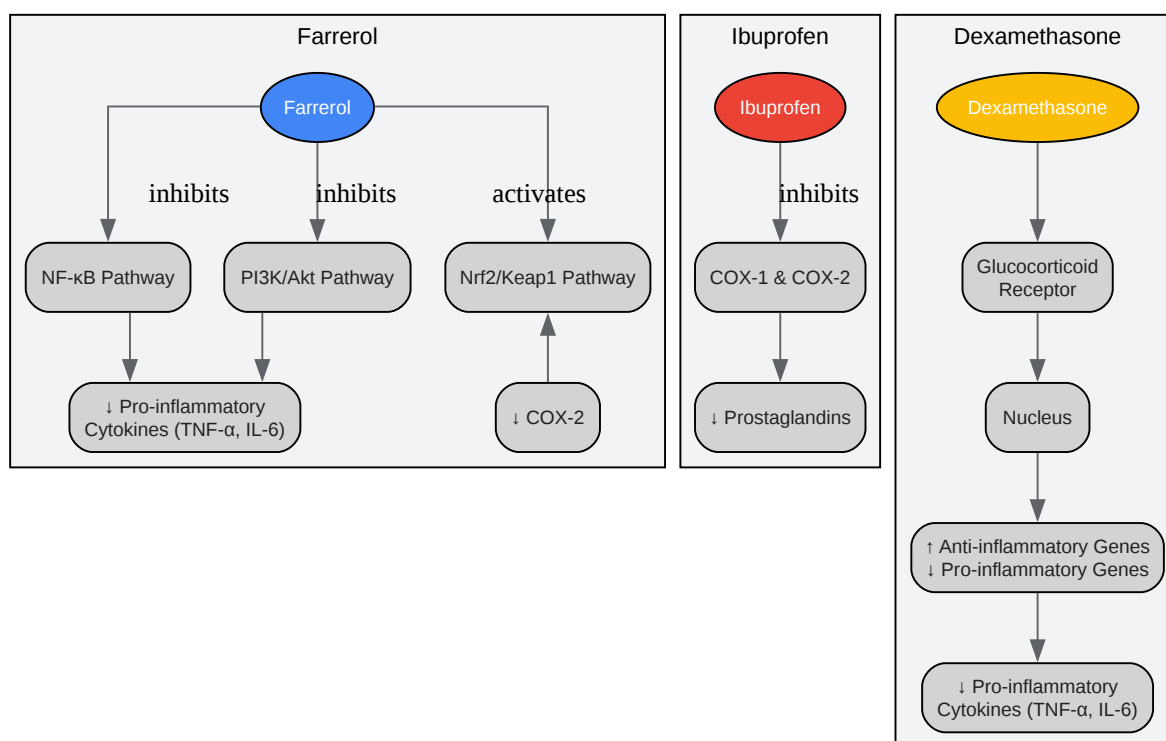 Farrerol
Farrerol
inhibits
inhibits
activates
NF-κB Pathway
PI3K/Akt Pathway
Nrf2/Keap1 Pathway
↓ Pro-inflammatory
Cytokines (TNF-α, IL-6)
↓ COX-2
Ibuprofen
Ibuprofen
inhibits
COX-1 & COX-2
↓ Prostaglandins
Dexamethasone
Dexamethasone
Glucocorticoid
Receptor
Nucleus
↑ Anti-inflammatory Genes
↓ Pro-inflammatory Genes
↓ Pro-inflammatory
Cytokines (TNF-α, IL-6)